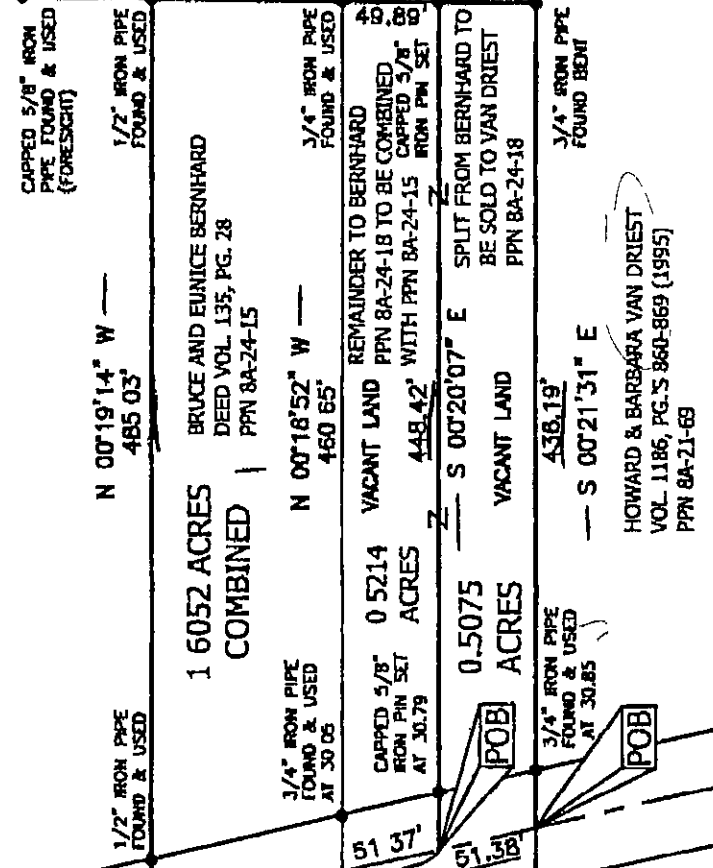 CAPPED 5/8" IRON
PIPE FOUND & USED
(FORESIGHT)
1/2" IRON PIPE
FOUND & USED
N 00°19'14" W
485 03'
1/2" IRON PIPE
FOUND & USED
BRUCE AND EUNICE BERNHARD
DEED VOL. 135, PG. 28
PPN 8A-24-15
1 6052 ACRES
COMBINED
3/4" IRON PIPE
FOUND & USED
N 00°18'52" W
460 65'
3/4" IRON PIPE
FOUND & USED
AT 30 05
49.89'
REMAINDER TO BERNHARD
PPN 8A-24-18 TO BE COMBINED
WITH PPN 8A-24-15
CAPPED 5/8"
IRON PIN SET
VACANT LAND
448.42'
0 5214
ACRES
CAPPED 5/8"
IRON PIN SET
AT 30.79
51 37'
Z
Z
S 00°20'07" E
SPLIT FROM BERNHARD TO
BE SOLD TO VAN DRIEST
PPN 8A-24-18
VACANT LAND
0.5075
ACRES
POB
51.38'
438.19'
S 00°21'31" E
3/4" IRON PIPE
FOUND BENT
3/4" IRON PIPE
FOUND & USED
AT 30.85
POB
HOWARD & BARBARA VAN DRIEST
VOL. 1186, PG.'S 860-869 (1995)
PPN 8A-21-69